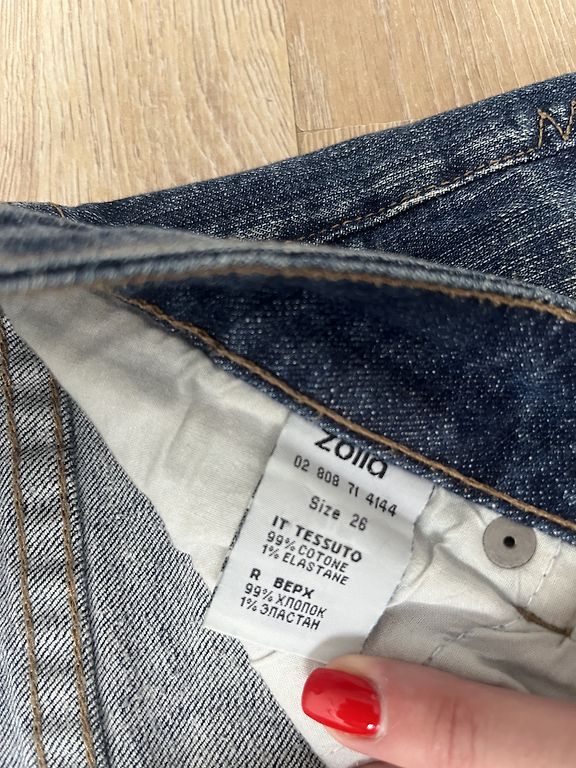 Zolla
02 808 71 4144
Size 26
IT TESSUTO
99% COTONE
1% ELASTANE
R ВЕРХ
99% ХЛОПОК
1% ЭЛАСТАН